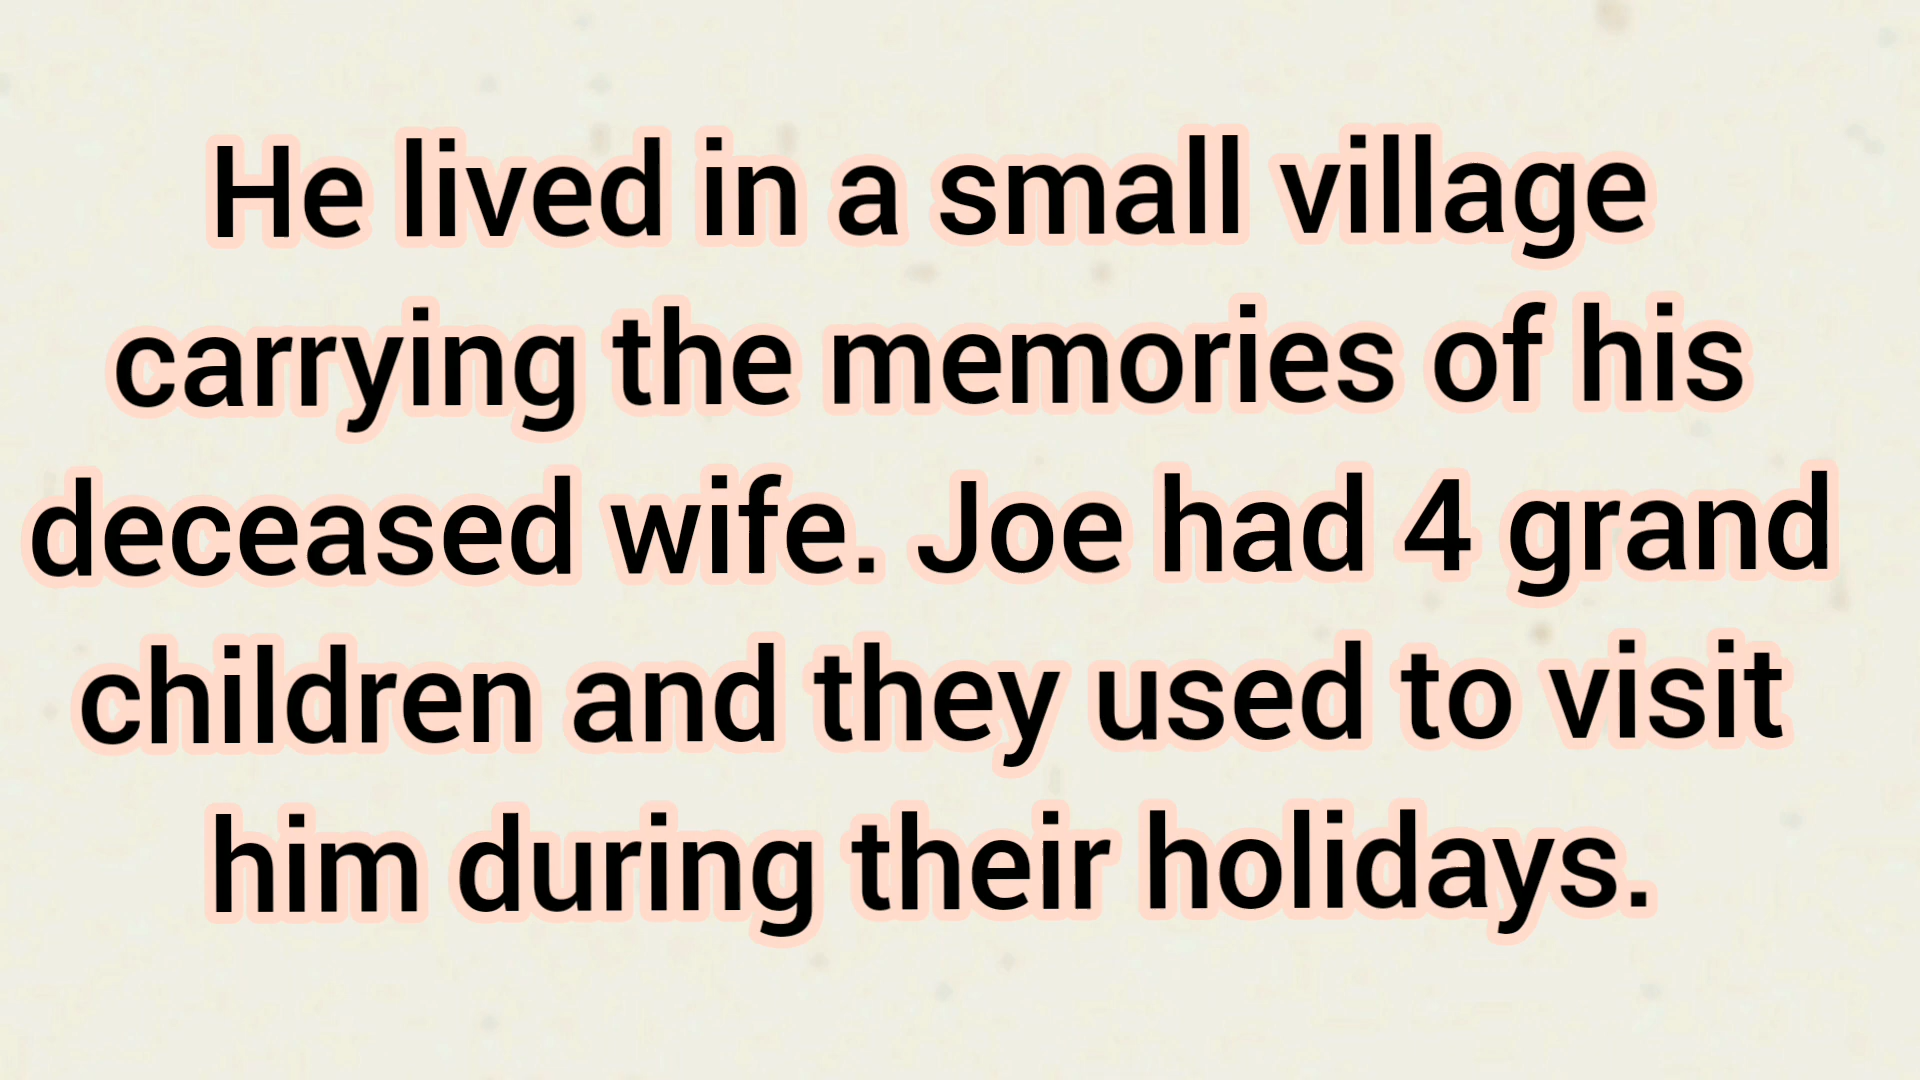 He lived in a small village
carrying the memories of his
deceased wife. Joe had 4 grand
children and they used to visit
him during their holidays.